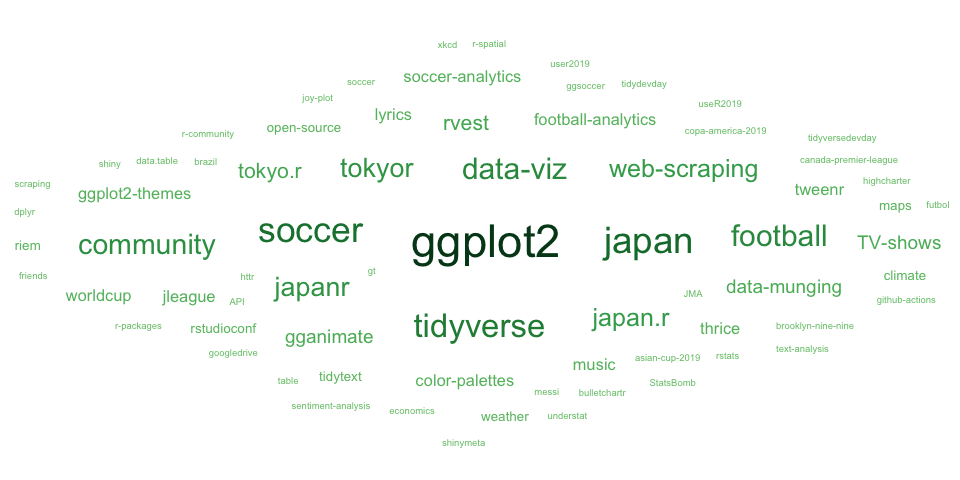 xkcd r-spatial
user2019
soccer soccer-analytics ggsoccer tidydevday
joy-plot useR2019
lyrics rvest football-analytics
r-community open-source copa-america-2019 tidyversedevday
shiny data.table brazil canada-premier-league
tokyo.r tokyor data-viz web-scraping
scraping ggplot2-themes tweenr highcharter
dplyr maps futbol
riem community soccer ggplot2 japan football TV-shows
friends httr gt climate
worldcup jleague API japanr JMA data-munging github-actions
r-packages rstudioconf gganimate tidyverse japan.r thrice brooklyn-nine-nine
googledrive music asian-cup-2019 rstats text-analysis
table tidytext color-palettes messi bulletchartr StatsBomb
sentiment-analysis economics weather understat
shinymeta